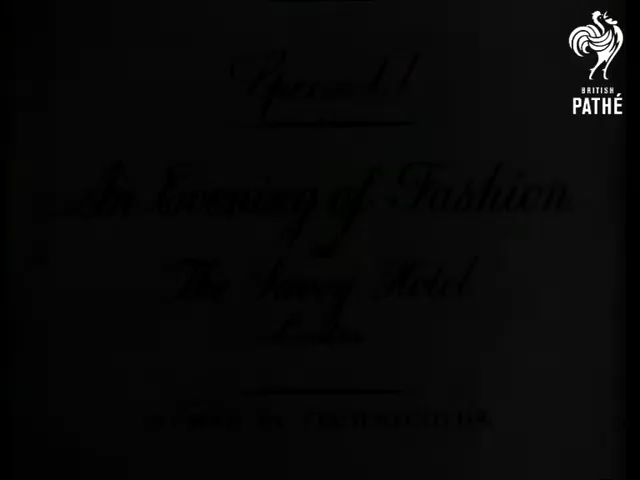 BRITISH
PATHÉ
Special
An Evening of Fashion
The Savoy Hotel
London